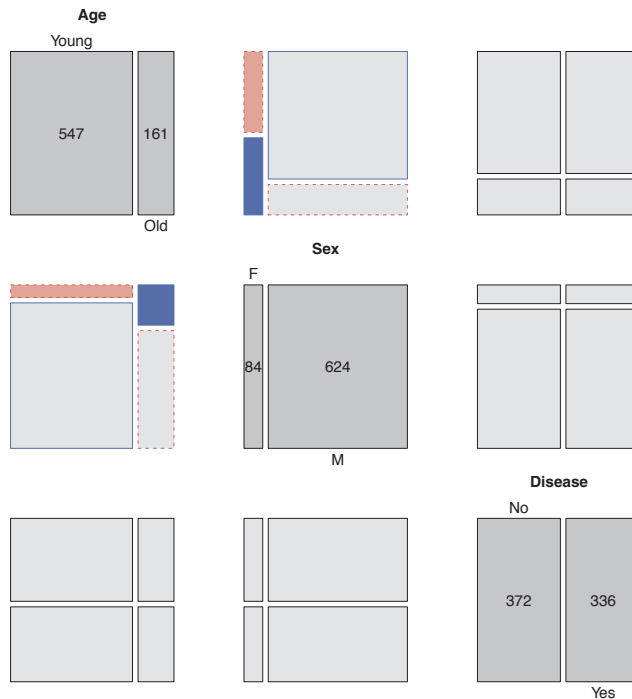 Age
Young
547
161
Old
Sex
F
84
624
M
Disease
No
372
336
Yes